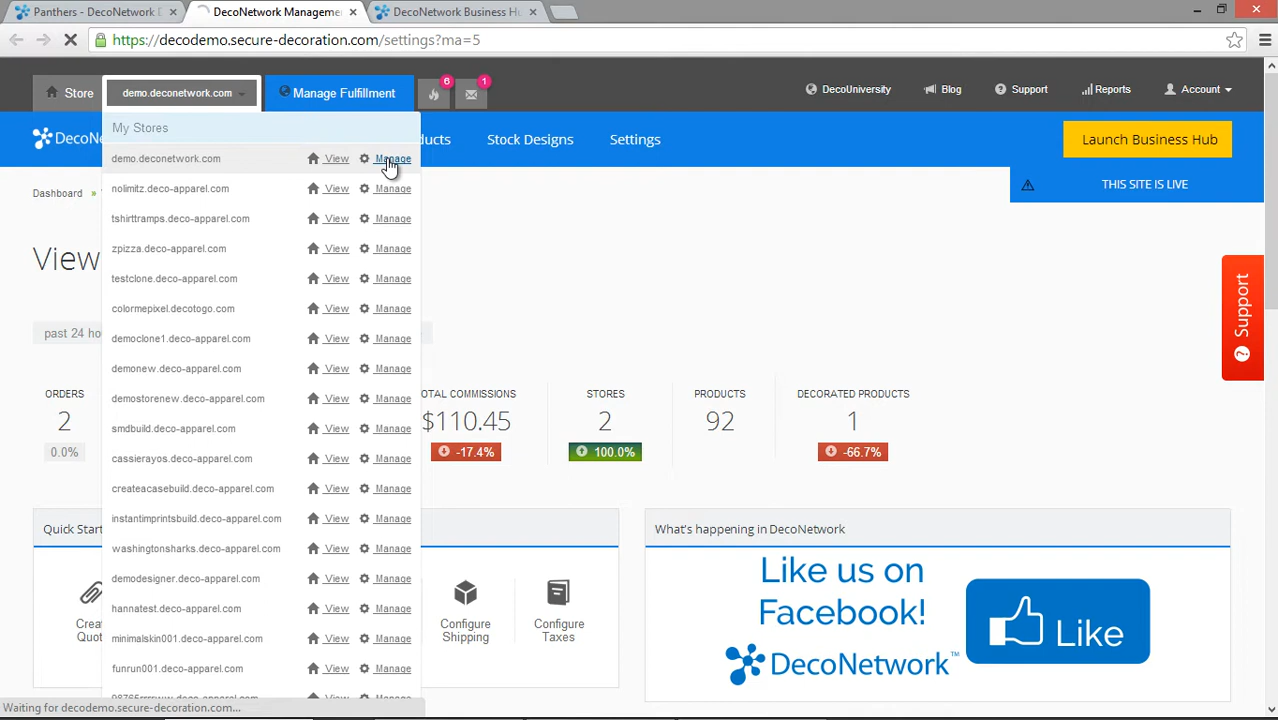 Panthers - DecoNetwork D
DecoNetwork Management
DecoNetwork Business Hu
https://decodemo.secure-decoration.com/settings?ma=5
Store
demo.deconetwork.com
Manage Fulfillment
6
1
DecoUniversity
Blog
Support
Reports
Account
My Stores
DecoNe
ducts
Stock Designs
Settings
Launch Business Hub
demo.deconetwork.com View Manage
nolimitz.deco-apparel.com View Manage
THIS SITE IS LIVE
Dashboard »
tshirttramps.deco-apparel.com View Manage
zpizza.deco-apparel.com View Manage
View
testclone.deco-apparel.com View Manage
colormepixel.decotogo.com View Manage
Support
past 24 ho
democlone1.deco-apparel.com View Manage
demonew.deco-apparel.com View Manage
demostorenew.deco-apparel.com View Manage
smdbuild.deco-apparel.com View Manage
cassierayos.deco-apparel.com View Manage
createacasebuild.deco-apparel.com View Manage
instantimprintsbuild.deco-apparel.com View Manage
washingtonsharks.deco-apparel.com View Manage
demodesigner.deco-apparel.com View Manage
hannatest.deco-apparel.com View Manage
minimalskin001.deco-apparel.com View Manage
funrun001.deco-apparel.com View Manage
ORDERS
2
0.0%
OTAL COMMISSIONS
$110.45
-17.4%
STORES
2
100.0%
PRODUCTS
92
DECORATED PRODUCTS
1
-66.7%
Quick Start
Crea
Quot
Configure
Shipping
Configure
Taxes
What's happening in DecoNetwork
Like us on
Facebook!
DecoNetwork™
Like
Waiting for decodemo.secure-decoration.com...